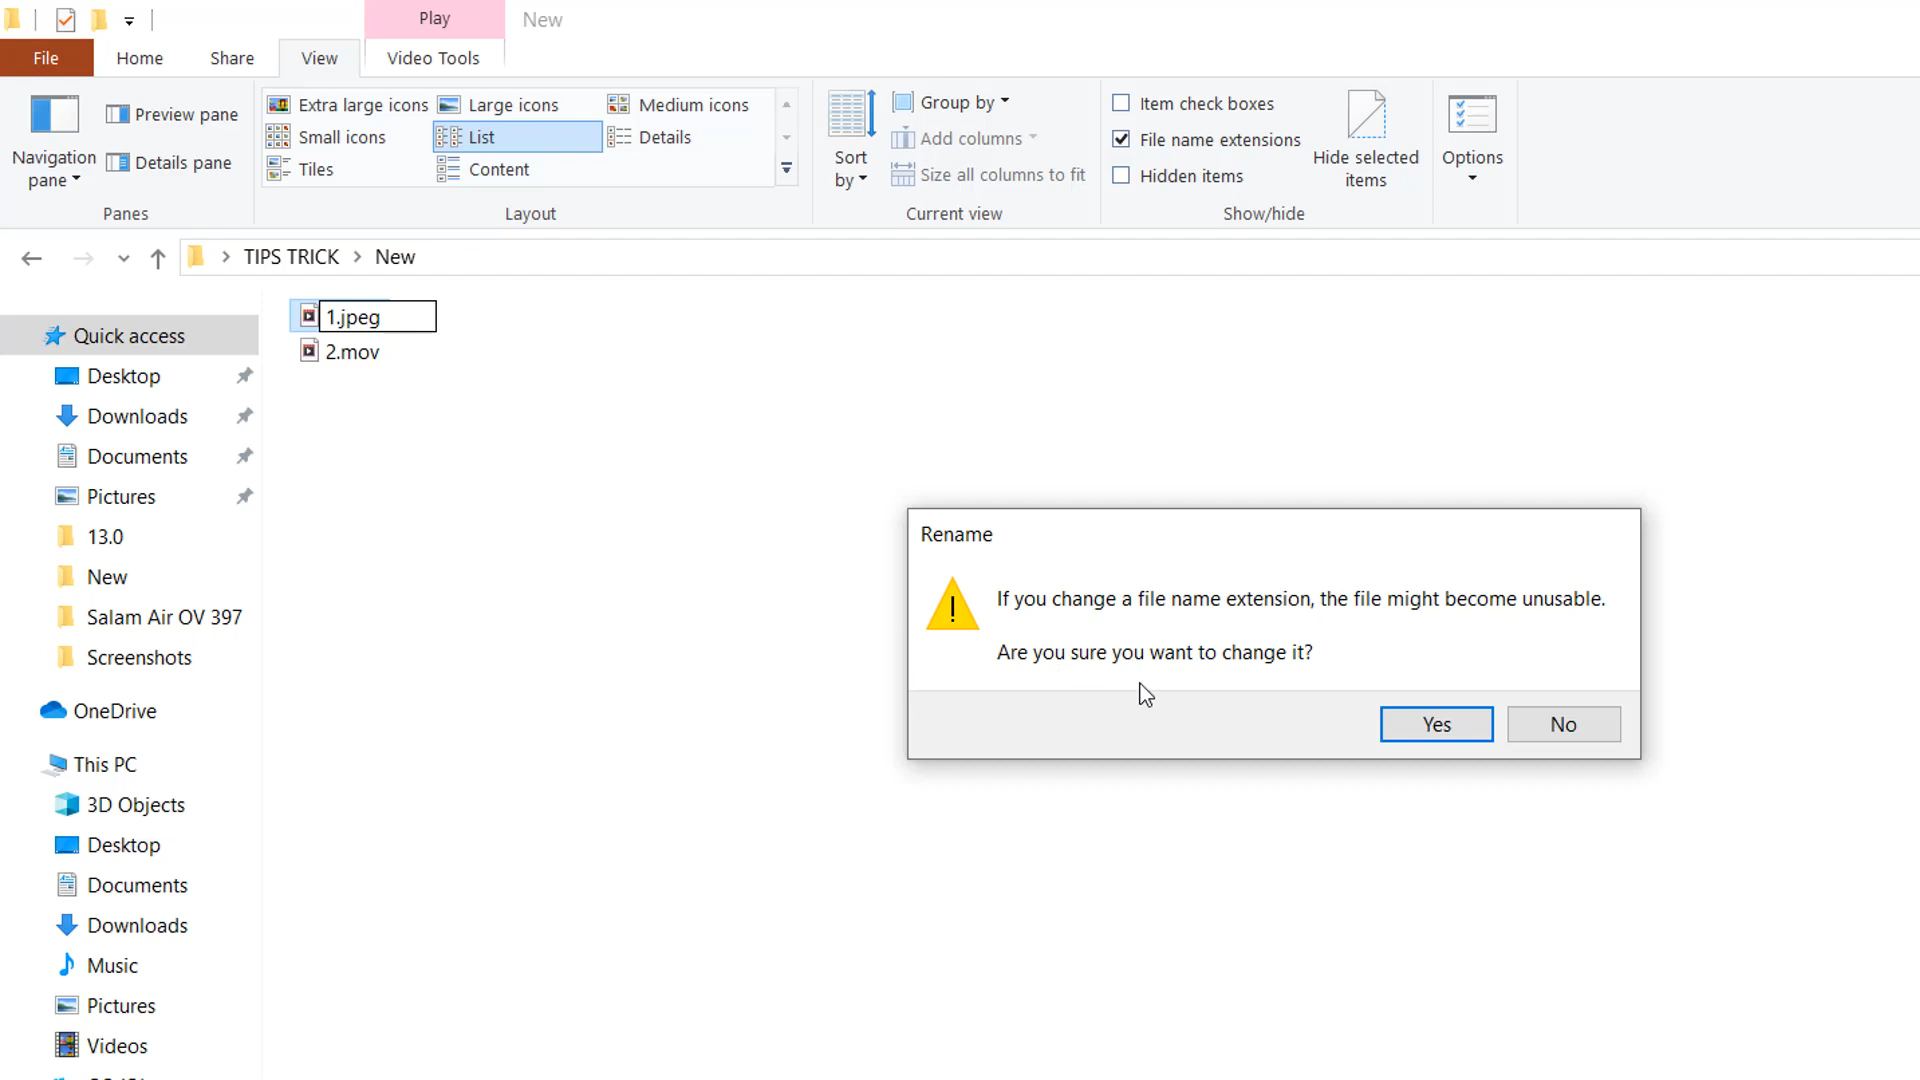 Play
New
File
Home
Share
View
Video Tools
Navigation pane
Preview pane
Details pane
Panes
Extra large icons
Large icons
Medium icons
Small icons
List
Details
Tiles
Content
Layout
Sort by
Group by
Add columns
Size all columns to fit
Current view
Item check boxes
File name extensions
Hidden items
Hide selected items
Show/hide
Options
TIPS TRICK > New
1.jpeg
2.mov
Quick access
Desktop
Downloads
Documents
Pictures
13.0
New
Salam Air OV 397
Screenshots
OneDrive
This PC
3D Objects
Desktop
Documents
Downloads
Music
Pictures
Videos
Rename
If you change a file name extension, the file might become unusable.
Are you sure you want to change it?
Yes
No